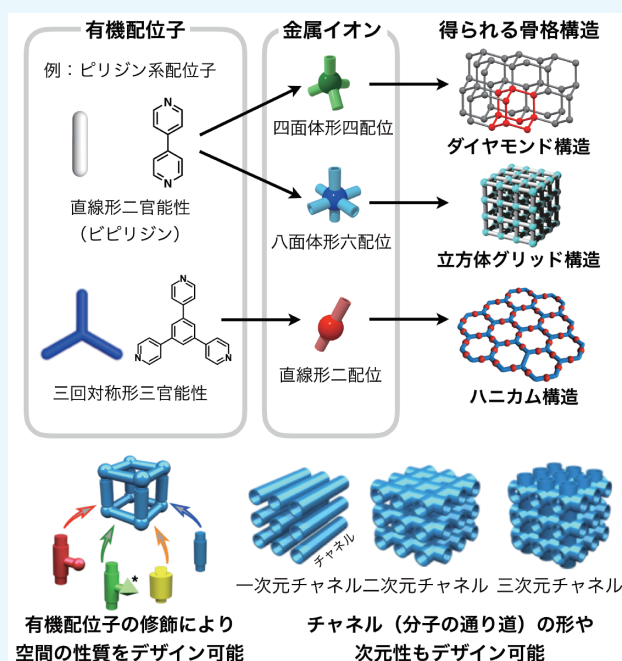 有機配位子
金属イオン
得られる骨格構造
例：ピリジン系配位子
N
N
直線形二官能性
（ビピリジン）
四面体形四配位
ダイヤモンド構造
八面体形六配位
立方体グリッド構造
N
N
N
三回対称形三官能性
直線形二配位
ハニカム構造
*
チャネル
一次元チャネル
二次元チャネル
三次元チャネル
有機配位子の修飾により
空間の性質をデザイン可能
チャネル（分子の通り道）の形や
次元性もデザイン可能